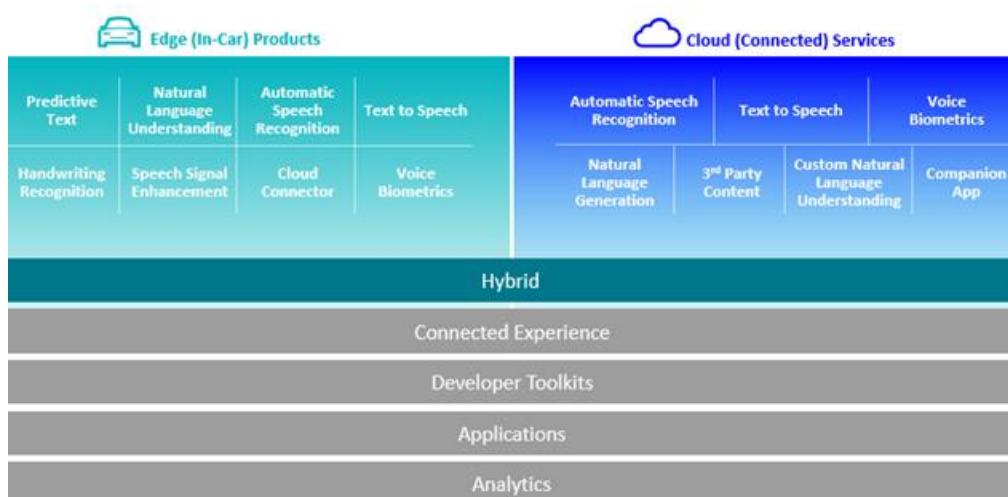 Edge (In-Car) Products
Predictive
Text
Natural
Language
Understanding
Automatic
Speech
Recognition
Text to Speech
Handwriting
Recognition
Speech Signal
Enhancement
Cloud
Connector
Voice
Biometrics
Cloud (Connected) Services
Automatic Speech
Recognition
Text to Speech
Voice
Biometrics
Natural
Language
Generation
3rd Party
Content
Custom Natural
Language
Understanding
Companion
App
Hybrid
Connected Experience
Developer Toolkits
Applications
Analytics